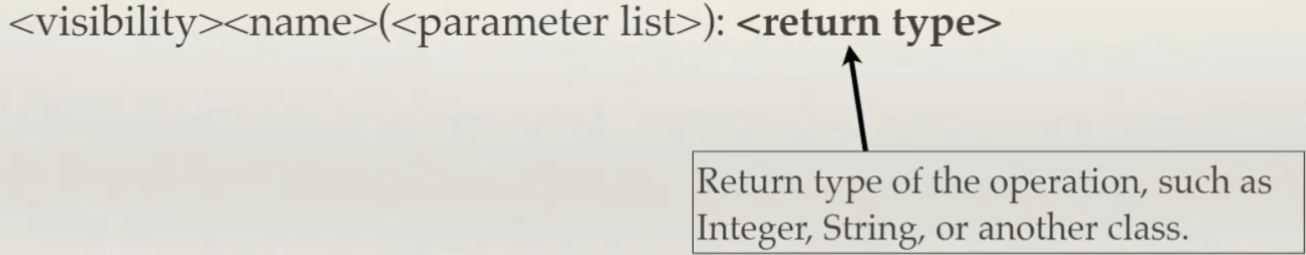 <visibility><name>(<parameter list>): <return type>
Return type of the operation, such as
Integer, String, or another class.